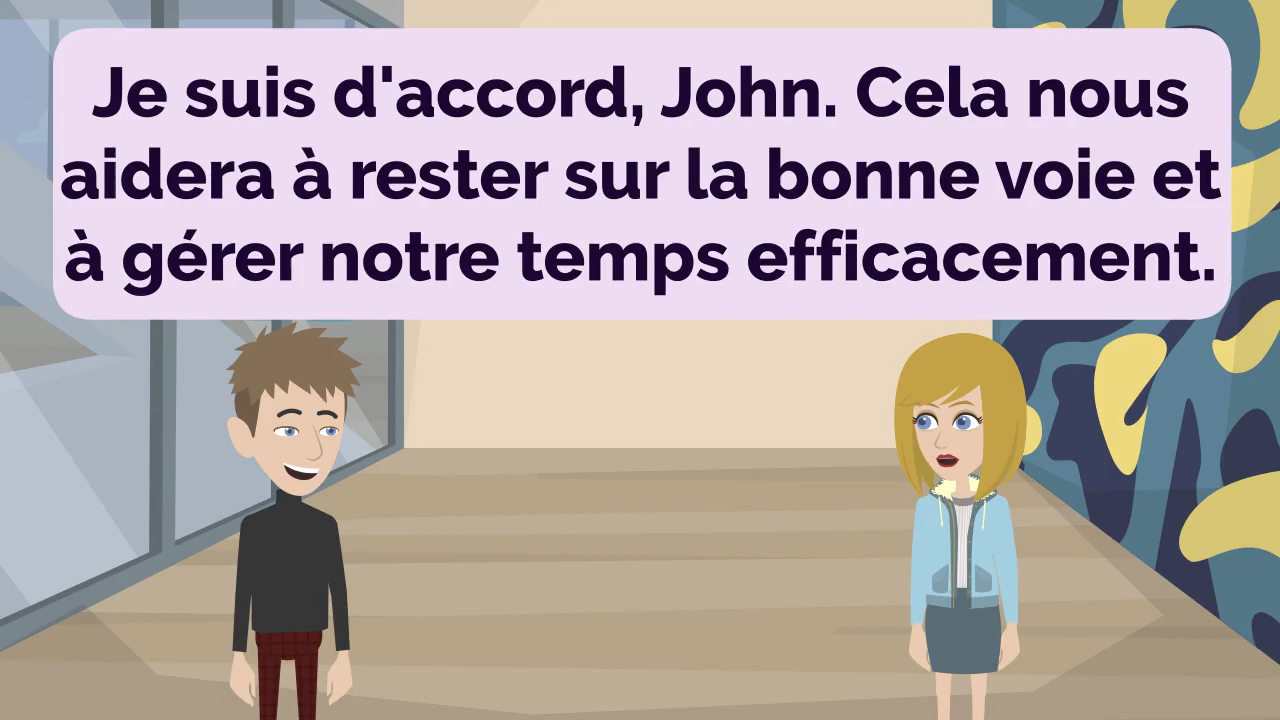 Je suis d'accord, John. Cela nous
aidera à rester sur la bonne voie et
à gérer notre temps efficacement.